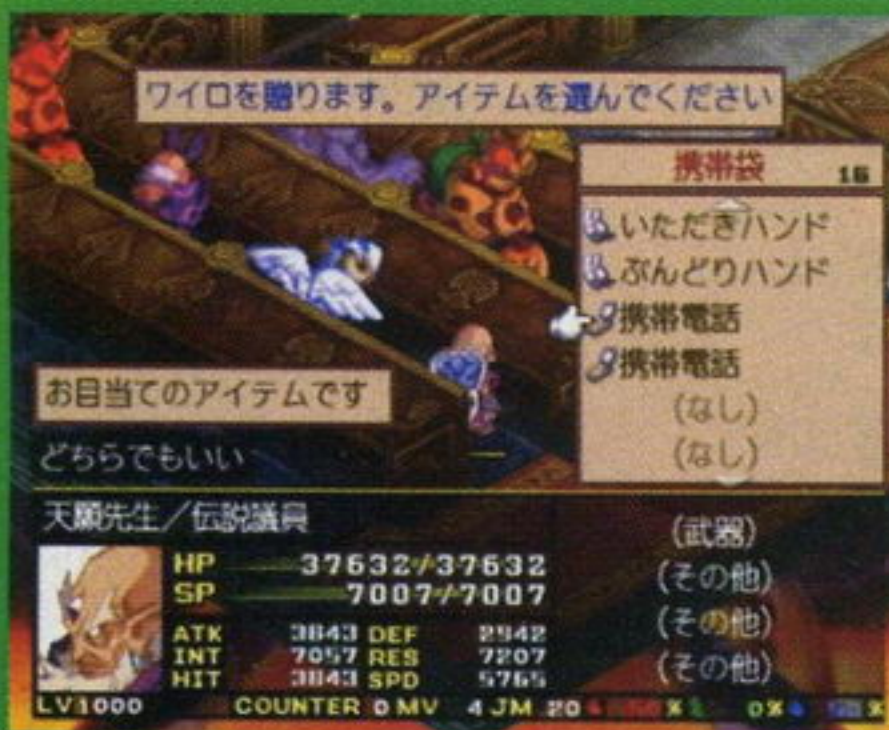 ワイロを贈ります。アイテムを選んでください
携帯袋 16
いただきハンド
ぶんどりハンド
携帯電話
携帯電話
(なし)
(なし)
お目当てのアイテムです
どちらでもいい
天願先生／伝説議員
HP 37632/37632
SP 7007/7007
ATK 3843 DEF 2942
INT 7057 RES 7207
HIT 3843 SPD 5765
(武器)
(その他)
(その他)
(その他)
LV1000 COUNTER 0 MV 4 JM 20 50% 0% %